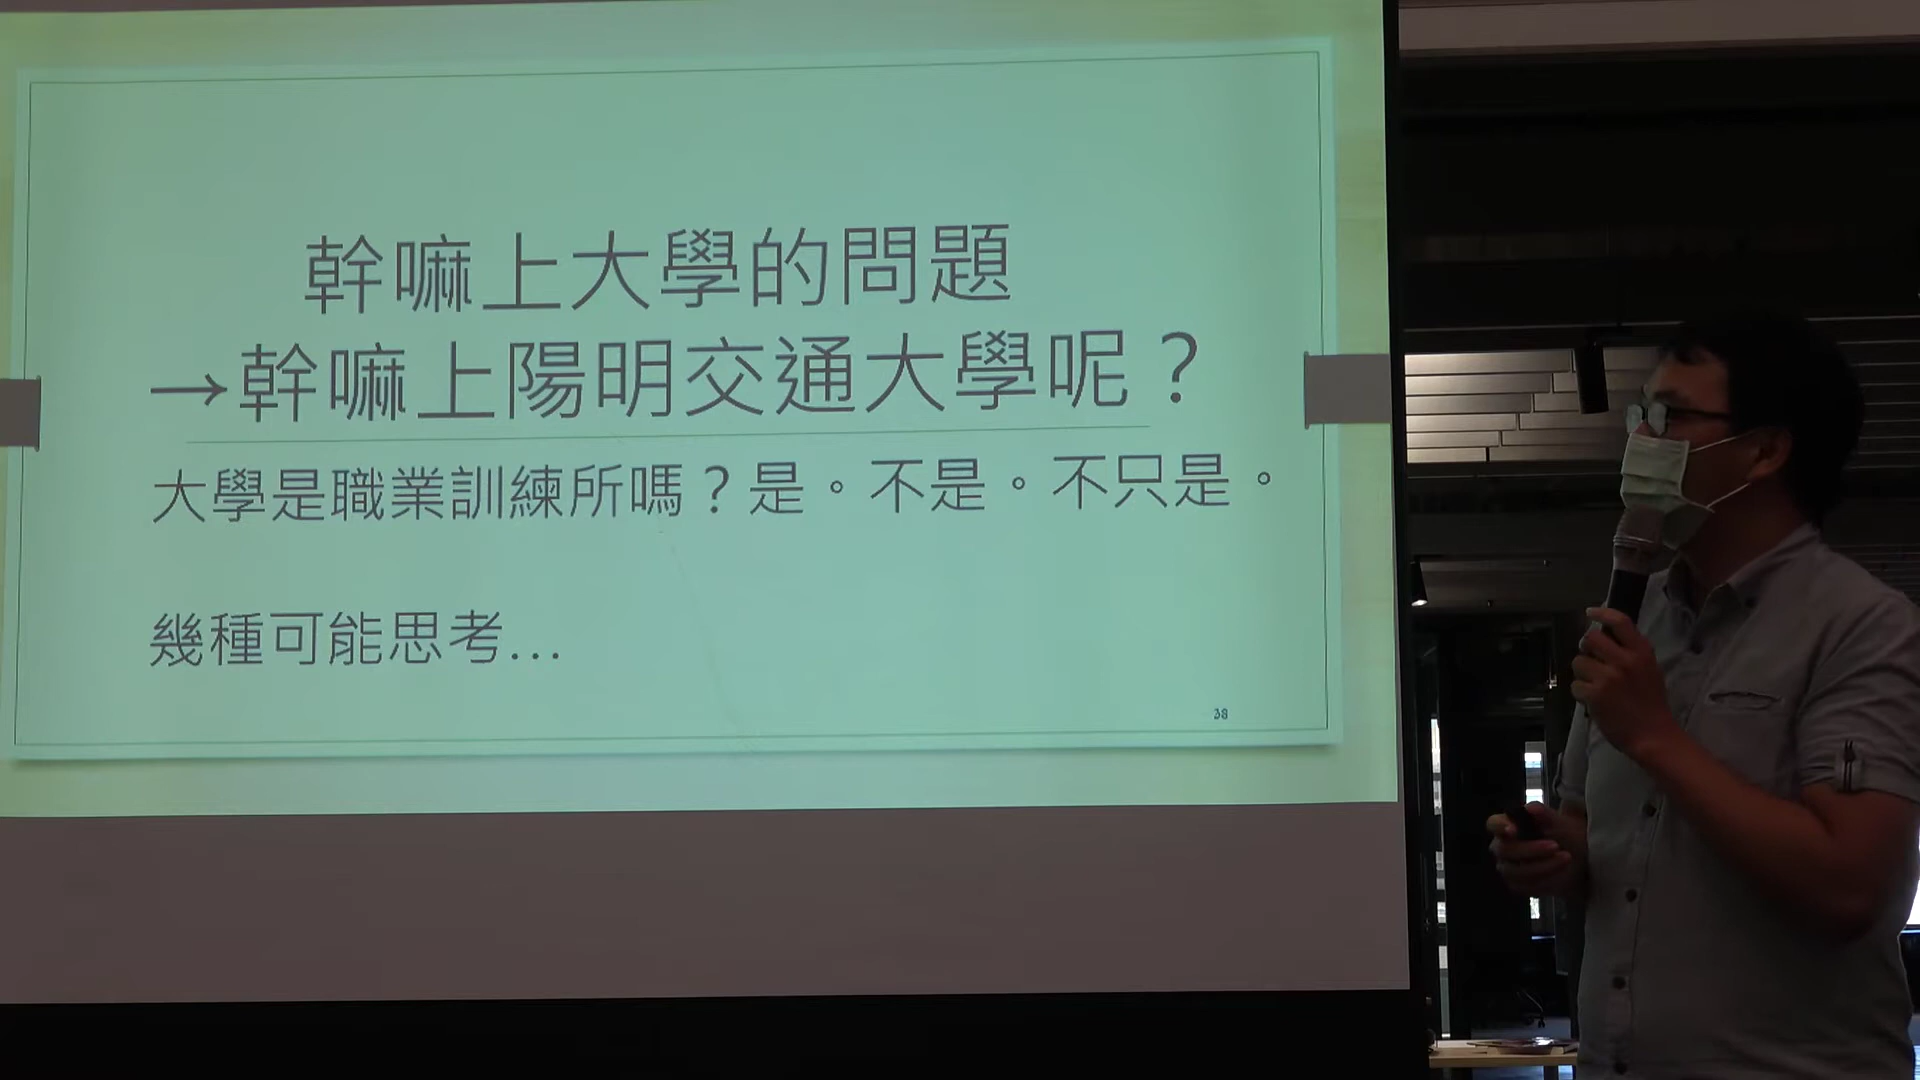 幹嘛上大學的問題
→幹嘛上陽明交通大學呢？
大學是職業訓練所嗎？是。不是。不只是。
幾種可能思考…
38